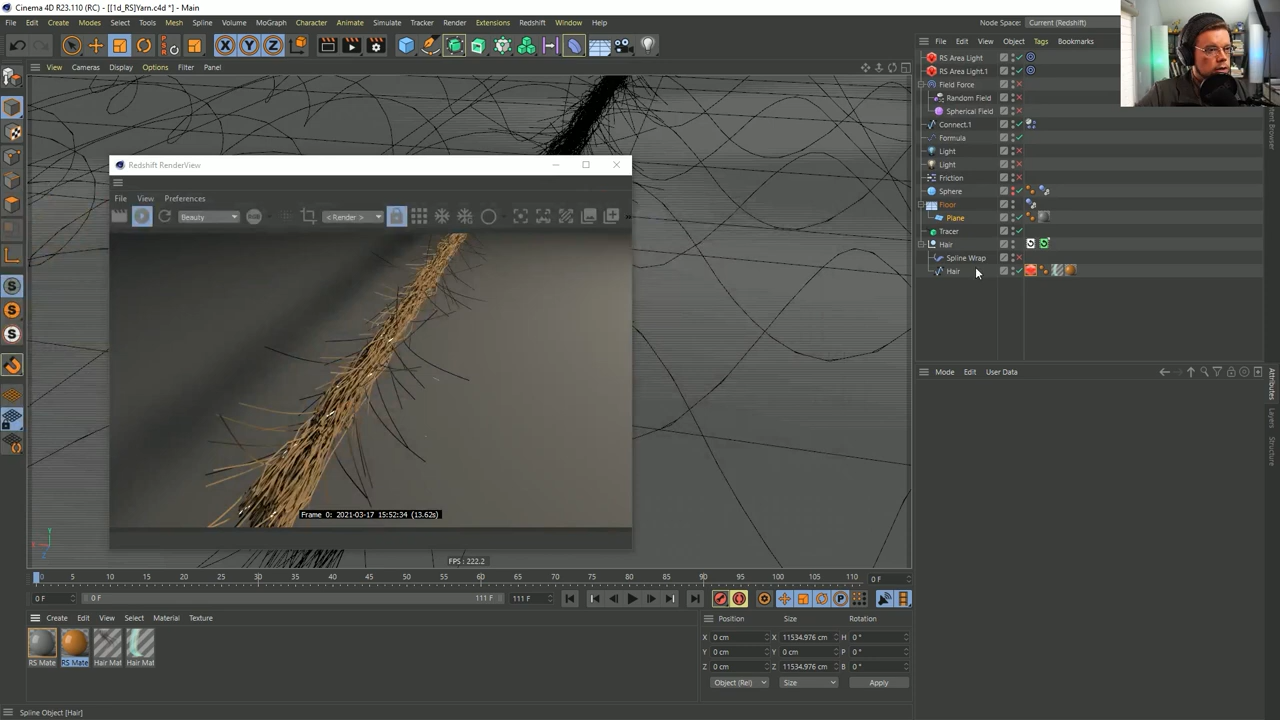 Cinema 4D R23.110 (RC) - [[1d_RS]Yarn.c4d *] - Main
File Edit Create Modes Select Tools Mesh Spline Volume MoGraph Character Animate Simulate Tracker Render Extensions Redshift Window Help
Node Space: Current (Redshift)
X Y Z
View Cameras Display Options Filter Panel
File Edit View Object Tags Bookmarks
RS Area Light
RS Area Light.1
Field Force
Random Field
Spherical Field
Connect.1
Formula
Light
Light
Friction
Sphere
Floor
Plane
Tracer
Hair
Spline Wrap
Hair
Redshift RenderView
File View Preferences
Beauty
< Render >
Frame 0: 2021-03-17 15:52:34 (13.62s)
Mode Edit User Data
Attributes
Layers
Structure
FPS : 222.2
0 5 10 15 20 25 30 35 40 45 50 55 60 65 70 75 80 85 90 95 100 105 110
0 F
0 F 0 F 111 F 111 F
Create Edit View Select Material Texture
Position Size Rotation
X 0 cm X 11534.976 cm H 0 °
Y 0 cm Y 0 cm P 0 °
Z 0 cm Z 11534.976 cm B 0 °
Object (Rel) Size Apply
RS Mate RS Mate Hair Mat Hair Mat
Spline Object [Hair]